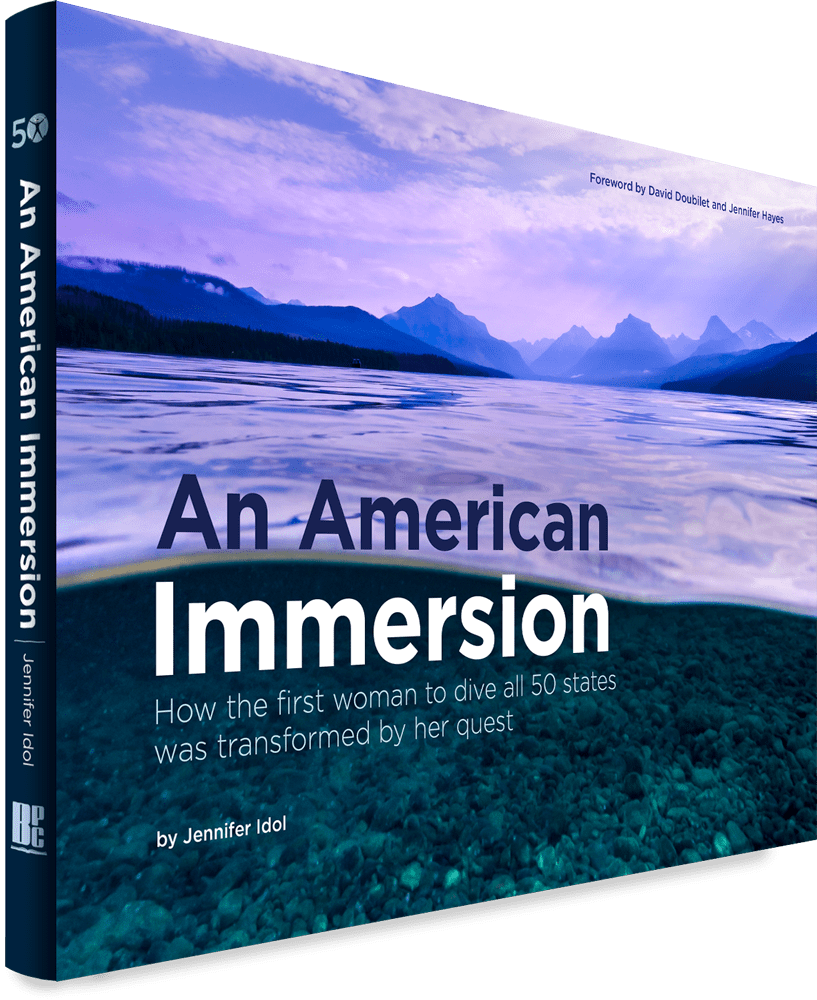 50
An American Immersion
Jennifer Idol
BPC
Foreword by David Doubilet and Jennifer Hayes
An American
Immersion
How the first woman to dive all 50 states
was transformed by her quest
by Jennifer Idol